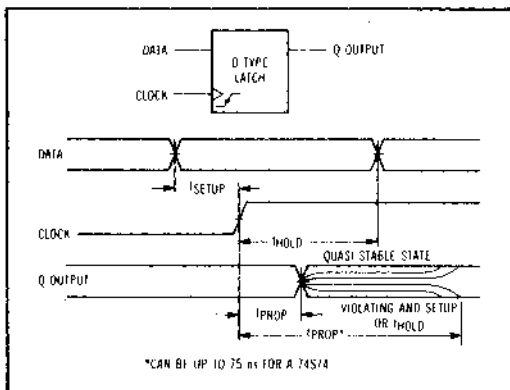 DATA
D TYPE
LATCH
Q OUTPUT
CLOCK
DATA
tSETUP
CLOCK
tHOLD
QUASI STABLE STATE
Q OUTPUT
tPROP
VIOLATING AND SETUP
OR tHOLD
tPROP*
*CAN BE UP TO 75 ns FOR A 74S74